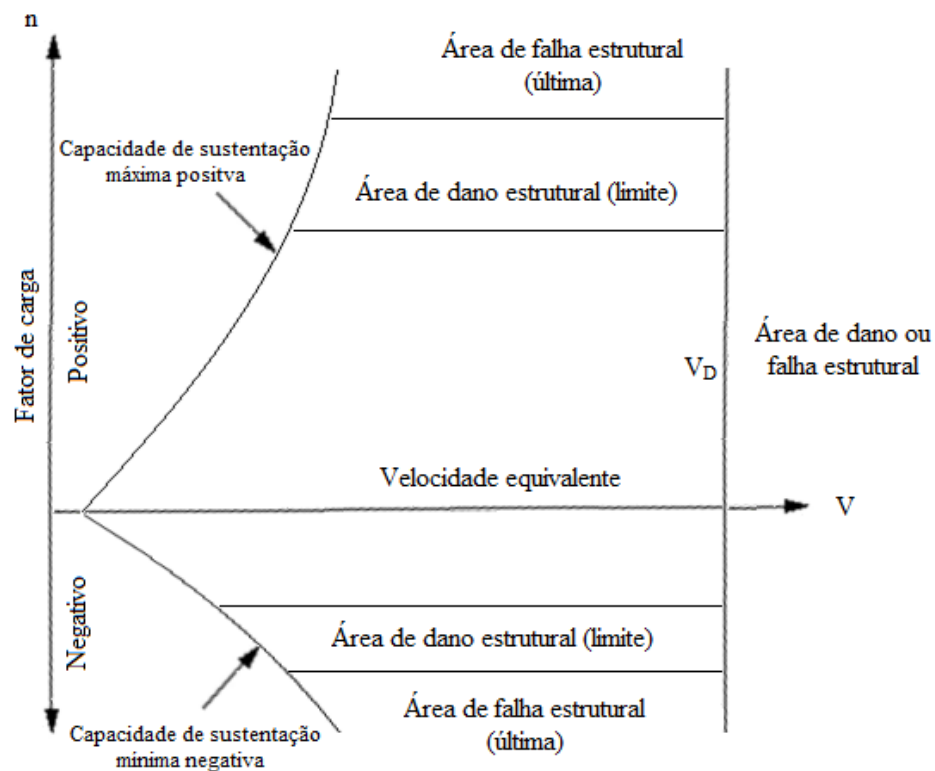 n
Área de falha estrutural
(última)
Capacidade de sustentação
máxima positva
Área de dano estrutural (limite)
Fator de carga
Positivo
V_D
Área de dano ou
falha estrutural
Velocidade equivalente
V
Negativo
Área de dano estrutural (limite)
Área de falha estrutural
(última)
Capacidade de sustentação
mínima negativa